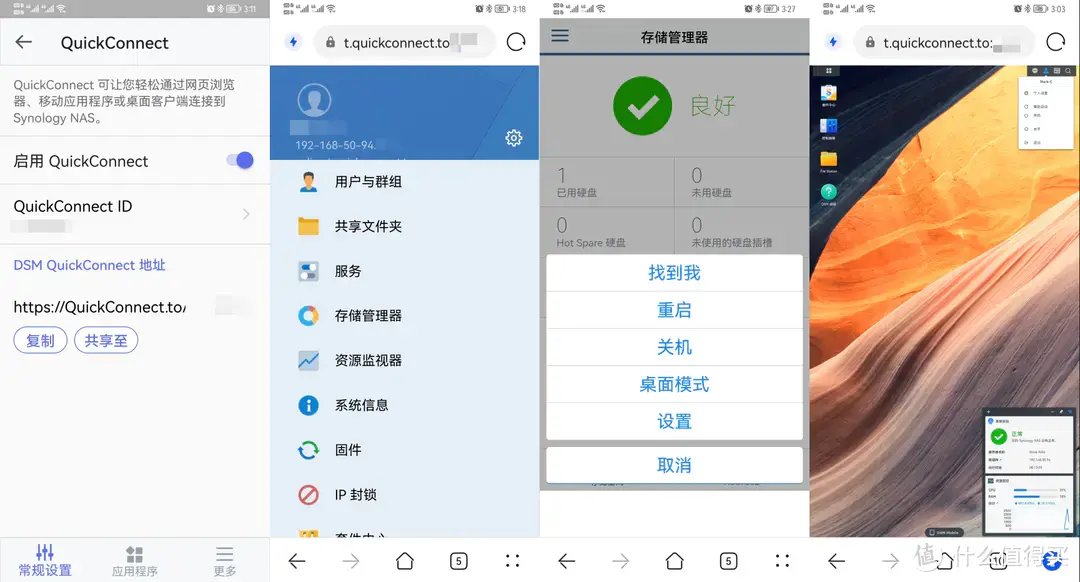 3:11
QuickConnect
QuickConnect 可让您轻松通过网页浏览
器、移动应用程序或桌面客户端连接到
Synology NAS。
启用 QuickConnect
QuickConnect ID
DSM QuickConnect 地址
https://QuickConnect.to/
复制
共享至
常规设置
应用程序
更多
3:18
t.quickconnect.to
192-168-50-94.
用户与群组
共享文件夹
服务
存储管理器
资源监视器
系统信息
固件
IP 封锁
套件中心
5
3:27
存储管理器
良好
1
已用硬盘
0
未用硬盘
0
Hot Spare 硬盘
0
未使用的硬盘插槽
找到我
重启
关机
桌面模式
设置
取消
5
3:03
t.quickconnect.to:
File Station
正常
DSM Mobile
值 什么值得买